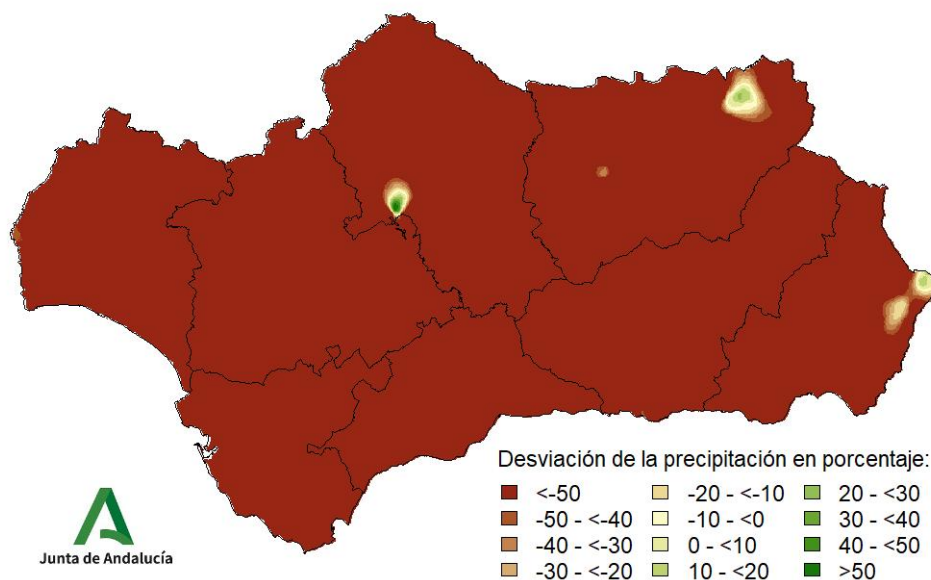 Desviación de la precipitación en porcentaje:
<-50 -20 - <-10 20 - <30
-50 - <-40 -10 - <0 30 - <40
-40 - <-30 0 - <10 40 - <50
-30 - <-20 10 - <20 >50
Junta de Andalucía